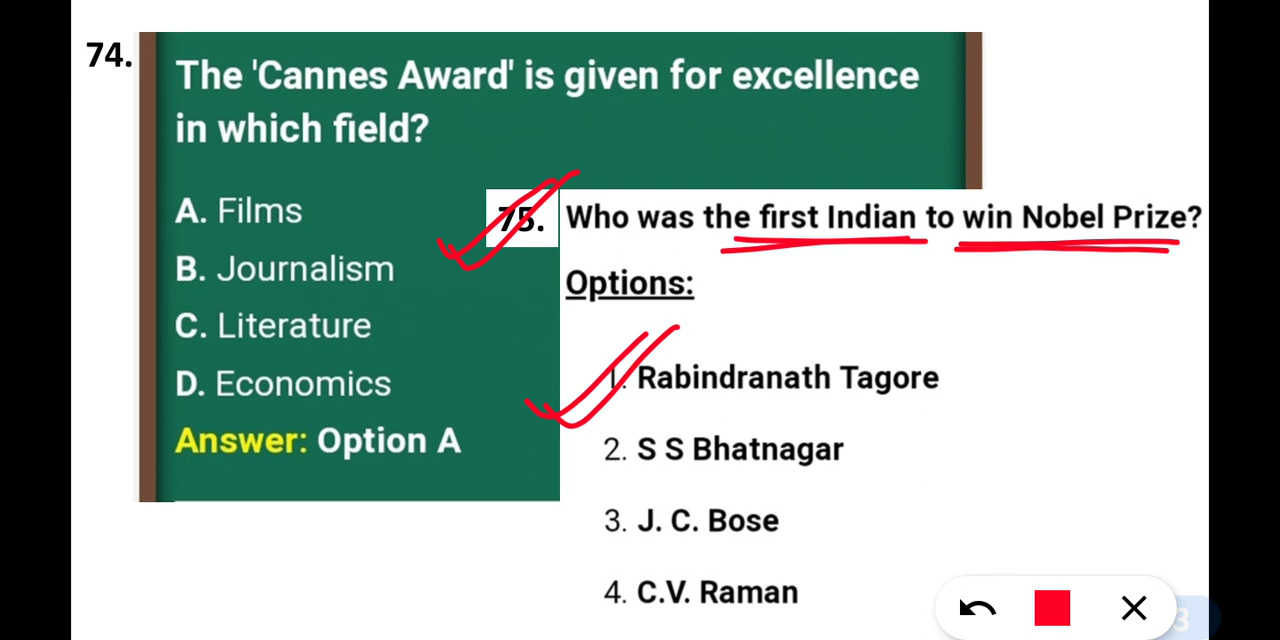 74.
The 'Cannes Award' is given for excellence
in which field?
A. Films
B. Journalism
C. Literature
D. Economics
Answer: Option A
75. Who was the first Indian to win Nobel Prize?
Options:
1. Rabindranath Tagore
2. S S Bhatnagar
3. J. C. Bose
4. C.V. Raman
3